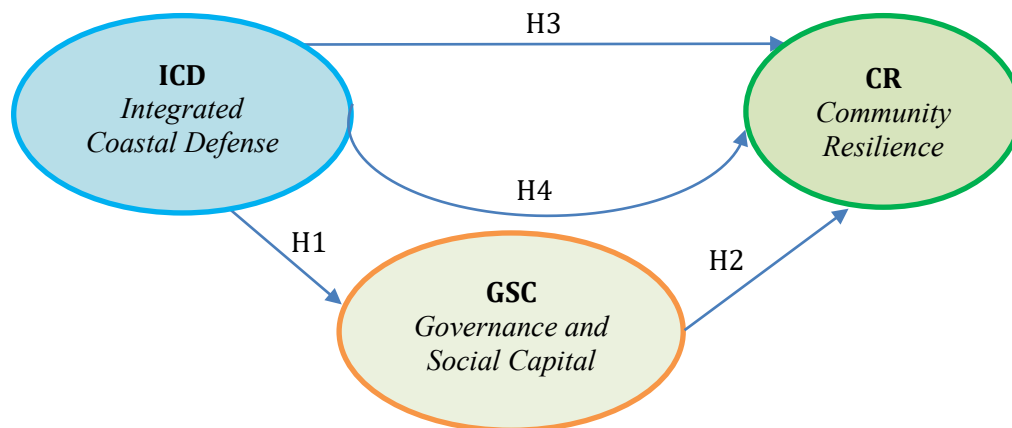 H3
ICD
Integrated
Coastal Defense
CR
Community
Resilience
H4
H1
H2
GSC
Governance and
Social Capital